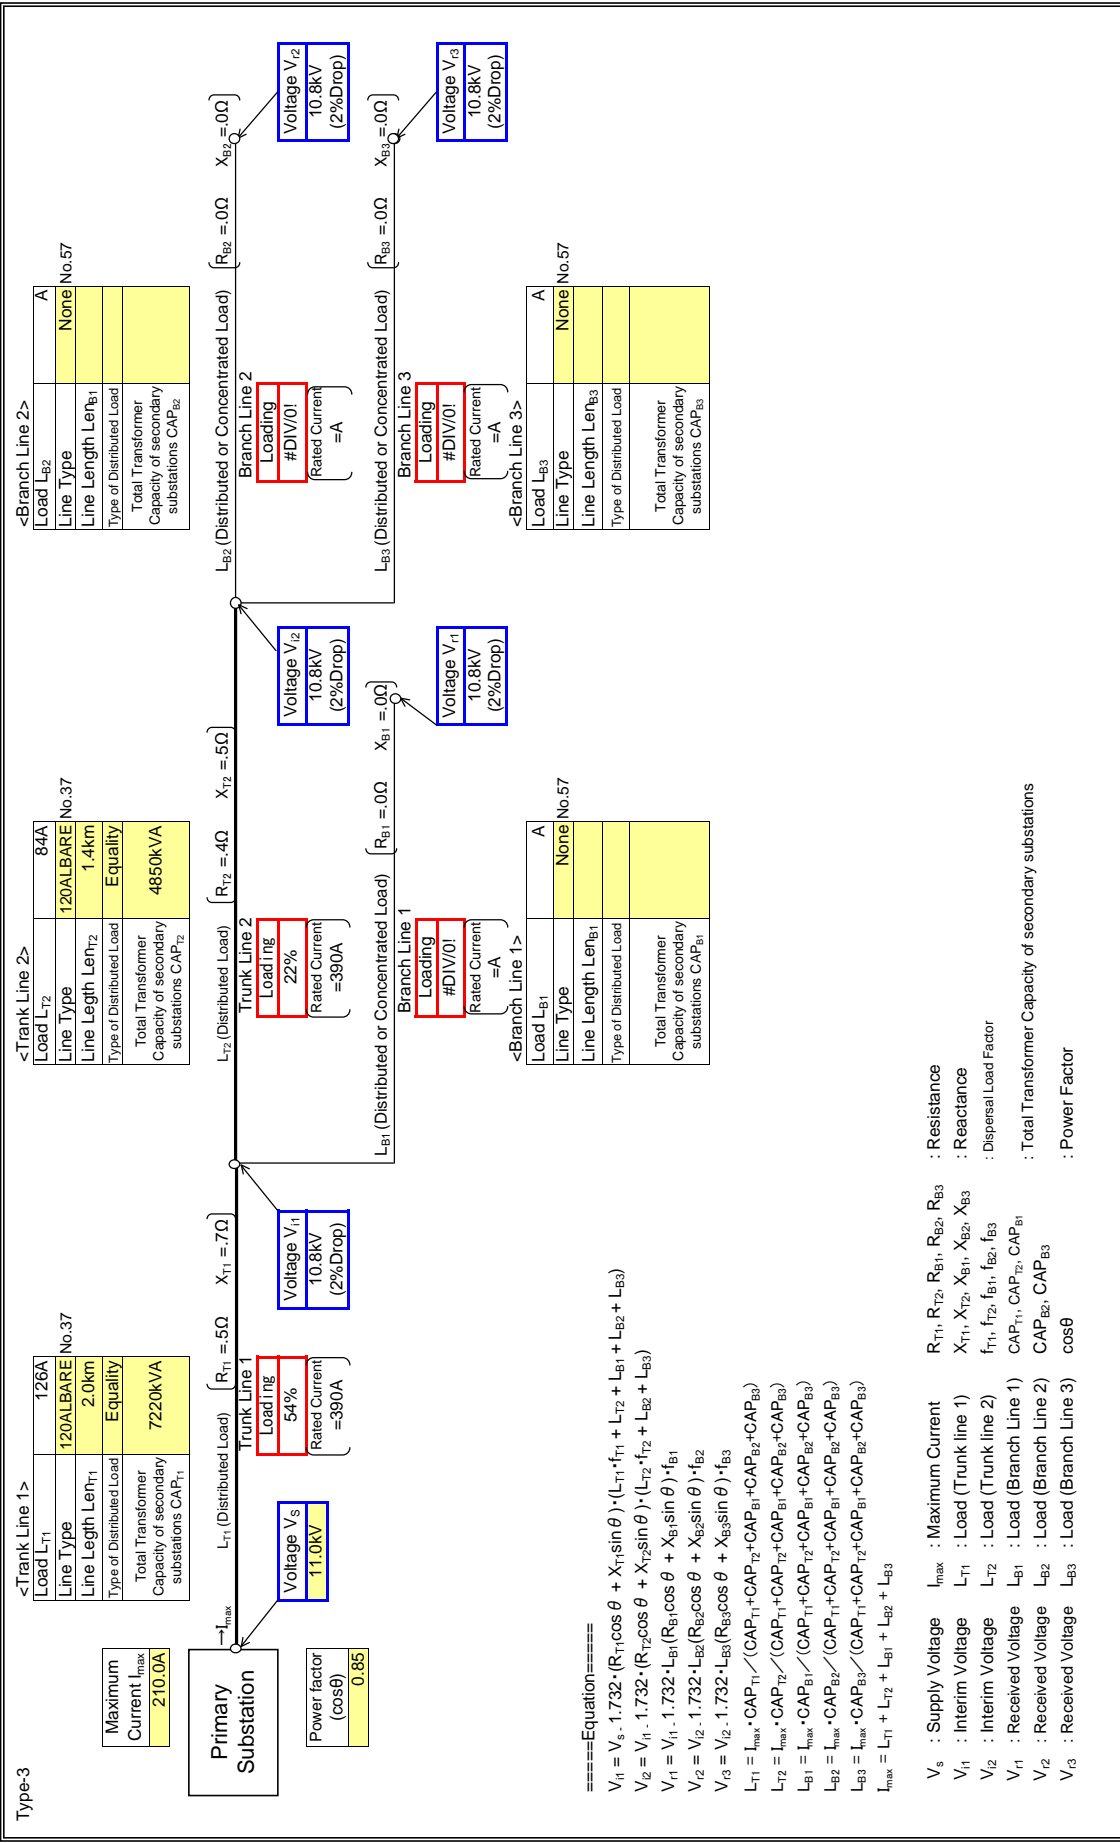 Type-3
Maximum
Current Imax
210.0A
Primary
Substation
→Imax
Power factor
(cosθ)
0.85
Voltage Vs
11.0kV
<Trank Line 1>
Load LT1 126A
Line Type 120ALBARE No.37
Line Legth LenT1 2.0km
Type of Distributed Load Equality
Total Transformer
Capacity of secondary
substations CAPT1
7220kVA
LT1 (Distributed Load) RT1 =.5Ω XT1 =.7Ω
Trunk Line 1
Loading
54%
Rated Current
=390A
Voltage Vi1
10.8kV
(2%Drop)
<Trank Line 2>
Load LT2 84A
Line Type 120ALBARE No.37
Line Legth LenT2 1.4km
Type of Distributed Load Equality
Total Transformer
Capacity of secondary
substations CAPT2
4850kVA
LT2 (Distributed Load) RT2 =.4Ω XT2 =.5Ω
Trunk Line 2
Loading
22%
Rated Current
=390A
Voltage Vi2
10.8kV
(2%Drop)
LB1 (Distributed or Concentrated Load) RB1 =.0Ω XB1 =.0Ω
Branch Line 1
Loading
#DIV/0!
Rated Current
=A
Voltage Vr1
10.8kV
(2%Drop)
<Branch Line 1>
Load LB1 A
Line Type None No.57
Line Length LenB1
Type of Distributed Load
Total Transformer
Capacity of secondary
substations CAPB1
<Branch Line 2>
Load LB2 A
Line Type None No.57
Line Length LenB1
Type of Distributed Load
Total Transformer
Capacity of secondary
substations CAPB2
LB2 (Distributed or Concentrated Load) RB2 =.0Ω XB2 =.0Ω
Branch Line 2
Loading
#DIV/0!
Rated Current
=A
Voltage Vr2
10.8kV
(2%Drop)
LB3 (Distributed or Concentrated Load) RB3 =.0Ω XB3 =.0Ω
Branch Line 3
Loading
#DIV/0!
Rated Current
=A
Voltage Vr3
10.8kV
(2%Drop)
<Branch Line 3>
Load LB3 A
Line Type None No.57
Line Length LenB3
Type of Distributed Load
Total Transformer
Capacity of secondary
substations CAPB3
=====Equation=====
Vi1 = Vs - 1.732・(RT1cos θ + XT1sin θ)・(LT1・fT1 + LT2 + LB1 + LB2 + LB3)
Vi2 = Vi1 - 1.732・(RT2cos θ + XT2sin θ)・(LT2・fT2 + LB2 + LB3)
Vr1 = Vi1 - 1.732・LB1(RB1cos θ + XB1sin θ)・fB1
Vr2 = Vi2 - 1.732・LB2(RB2cos θ + XB2sin θ)・fB2
Vr3 = Vi2 - 1.732・LB3(RB3cos θ + XB3sin θ)・fB3
LT1 = Imax・CAPT1／(CAPT1+CAPT2+CAPB1+CAPB2+CAPB3)
LT2 = Imax・CAPT2／(CAPT1+CAPT2+CAPB1+CAPB2+CAPB3)
LB1 = Imax・CAPB1／(CAPT1+CAPT2+CAPB1+CAPB2+CAPB3)
LB2 = Imax・CAPB2／(CAPT1+CAPT2+CAPB1+CAPB2+CAPB3)
LB3 = Imax・CAPB3／(CAPT1+CAPT2+CAPB1+CAPB2+CAPB3)
Imax = LT1 + LT2 + LB1 + LB2 + LB3
Vs : Supply Voltage Imax : Maximum Current RT1, RT2, RB1, RB2, RB3 : Resistance
Vi1 : Interim Voltage LT1 : Load (Trunk line 1) XT1, XT2, XB1, XB2, XB3 : Reactance
Vi2 : Interim Voltage LT2 : Load (Trunk line 2) fT1, fT2, fB1, fB2, fB3 : Dispersal Load Factor
Vr1 : Received Voltage LB1 : Load (Branch Line 1) CAPT1, CAPT2, CAPB1
Vr2 : Received Voltage LB2 : Load (Branch Line 2) CAPB2, CAPB3 : Total Transformer Capacity of secondary substations
Vr3 : Received Voltage LB3 : Load (Branch Line 3) cosθ : Power Factor